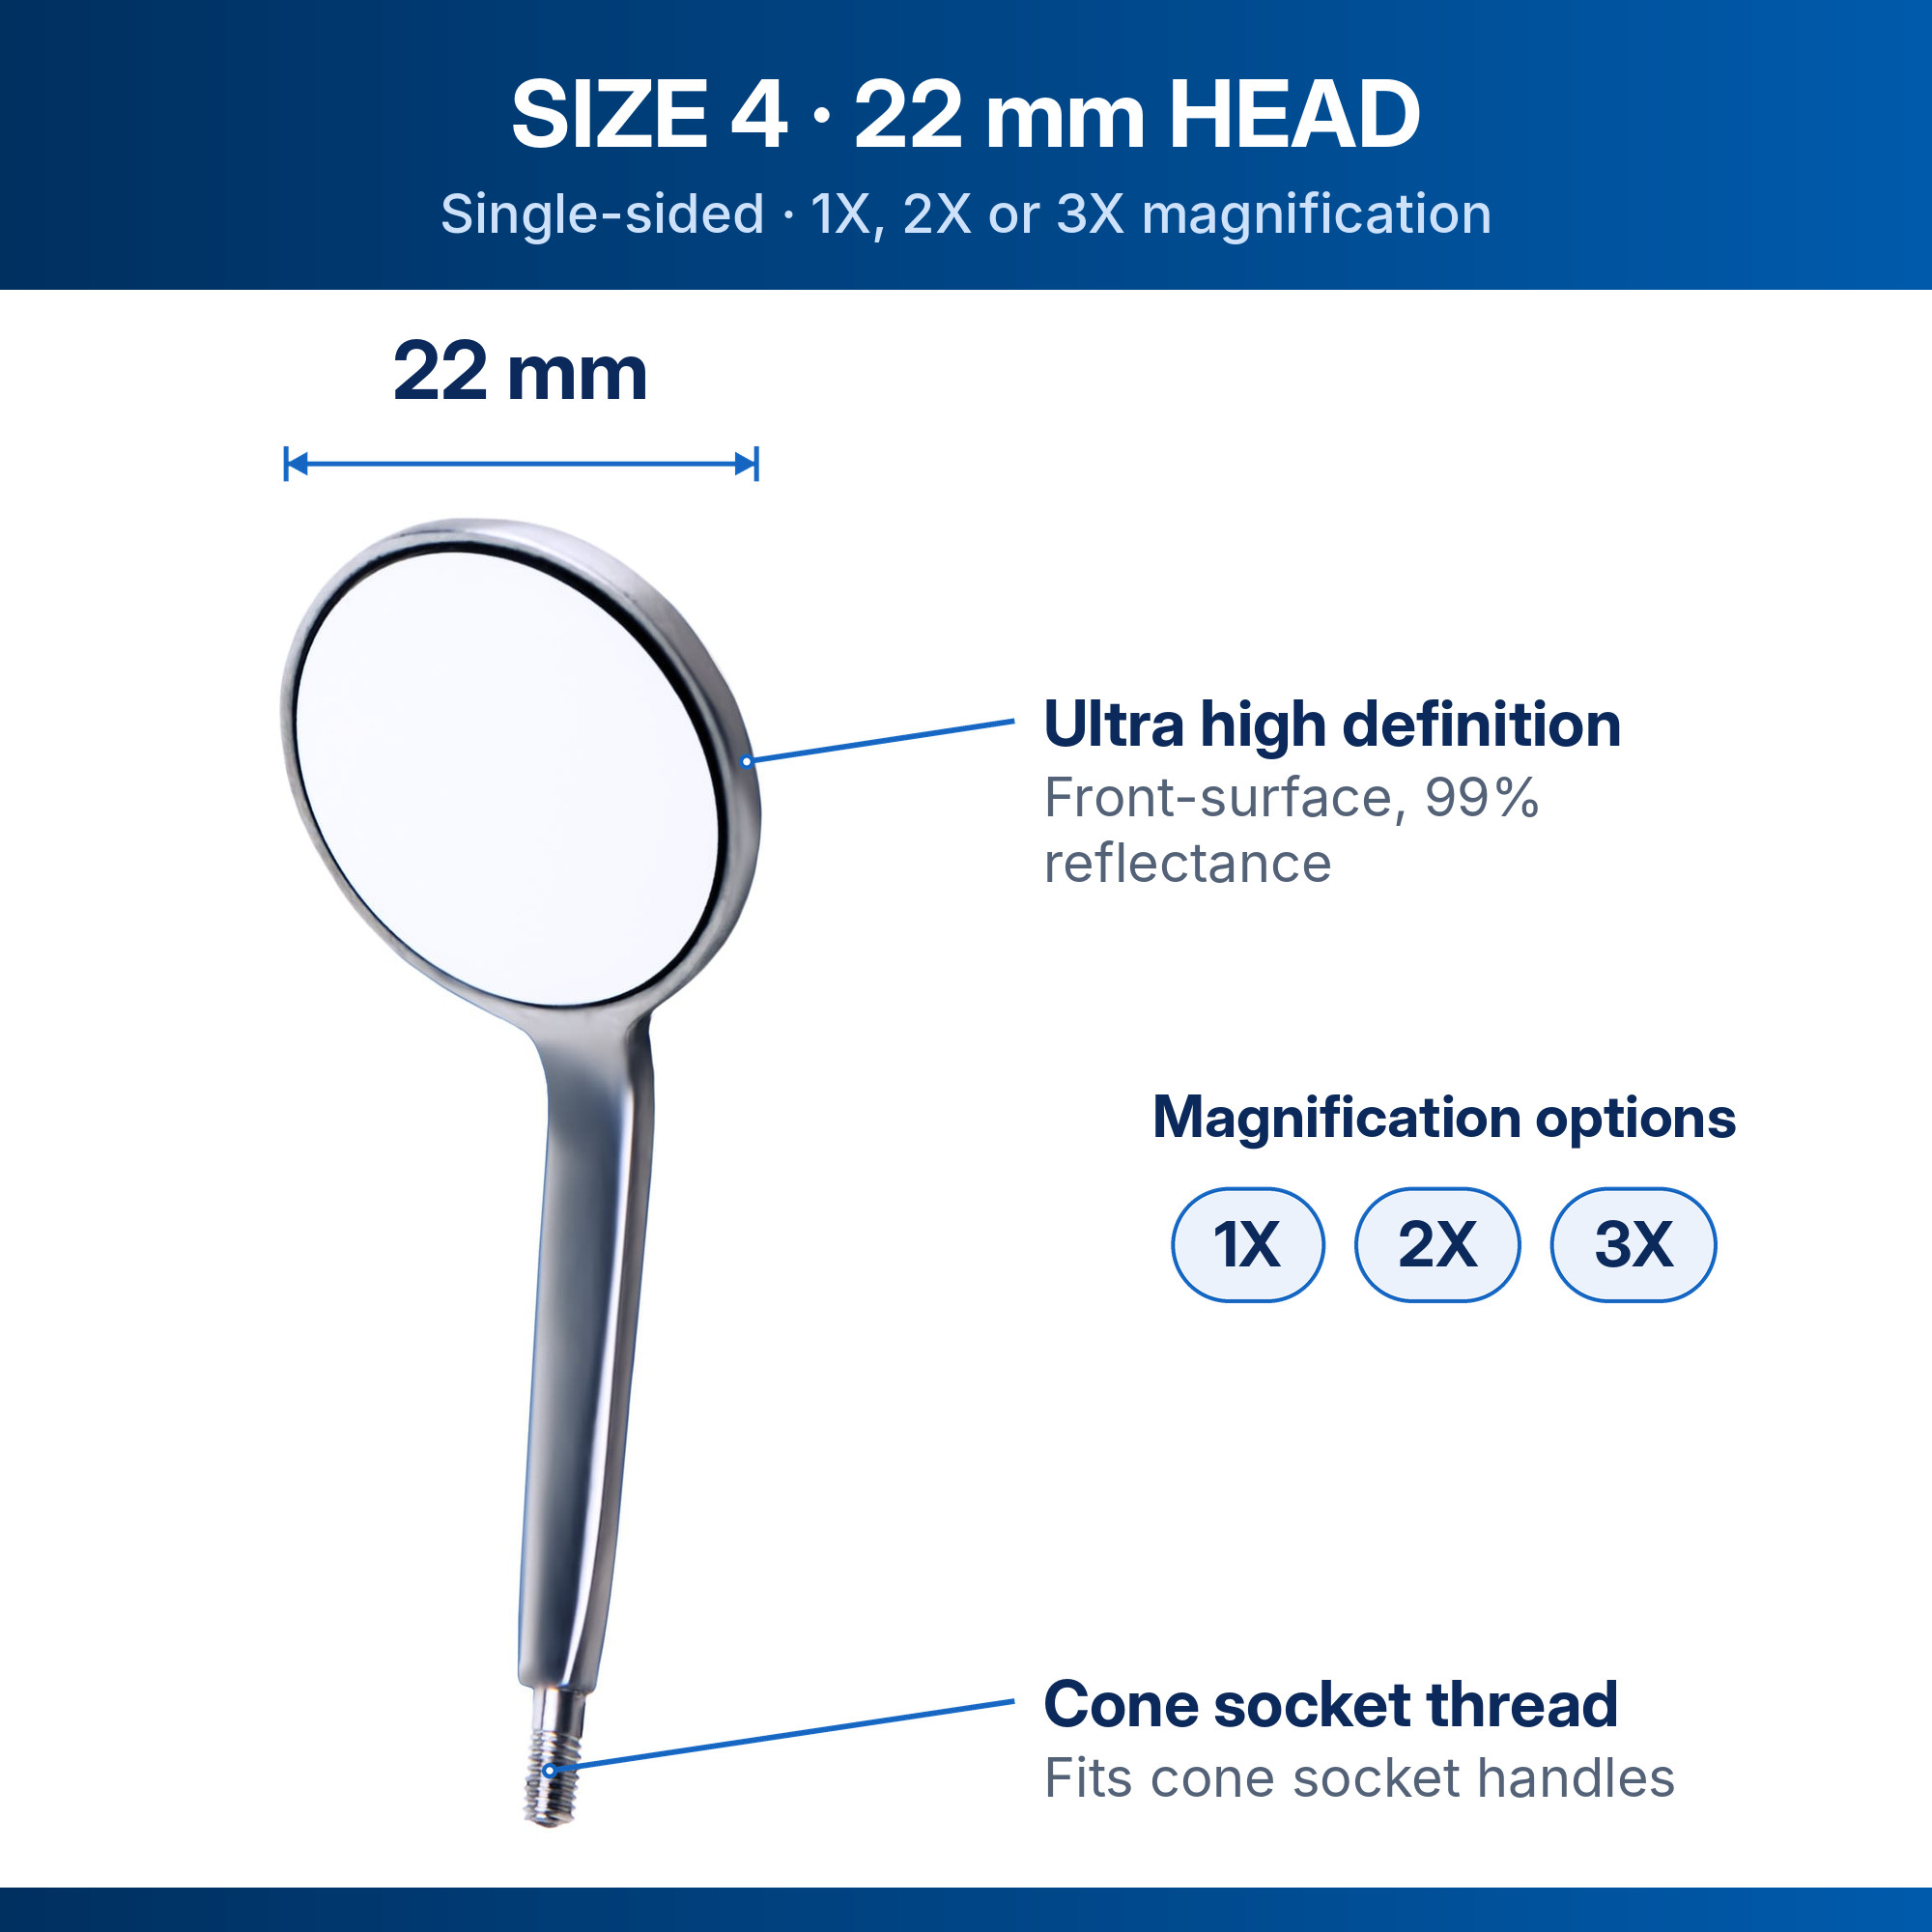 SIZE 4 · 22 mm HEAD
Single-sided · 1X, 2X or 3X magnification
22 mm
Ultra high definition
Front-surface, 99%
reflectance
Magnification options
1X 2X 3X
Cone socket thread
Fits cone socket handles